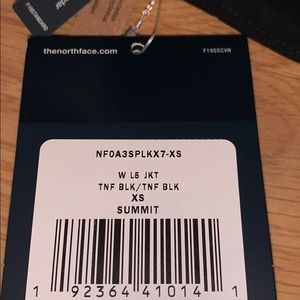 thenorthface.com
F19SSCVR
NF0A3SPLKX7-XS
W L5 JKT
TNF BLK/TNF BLK
XS
SUMMIT
1 92364 41014 1